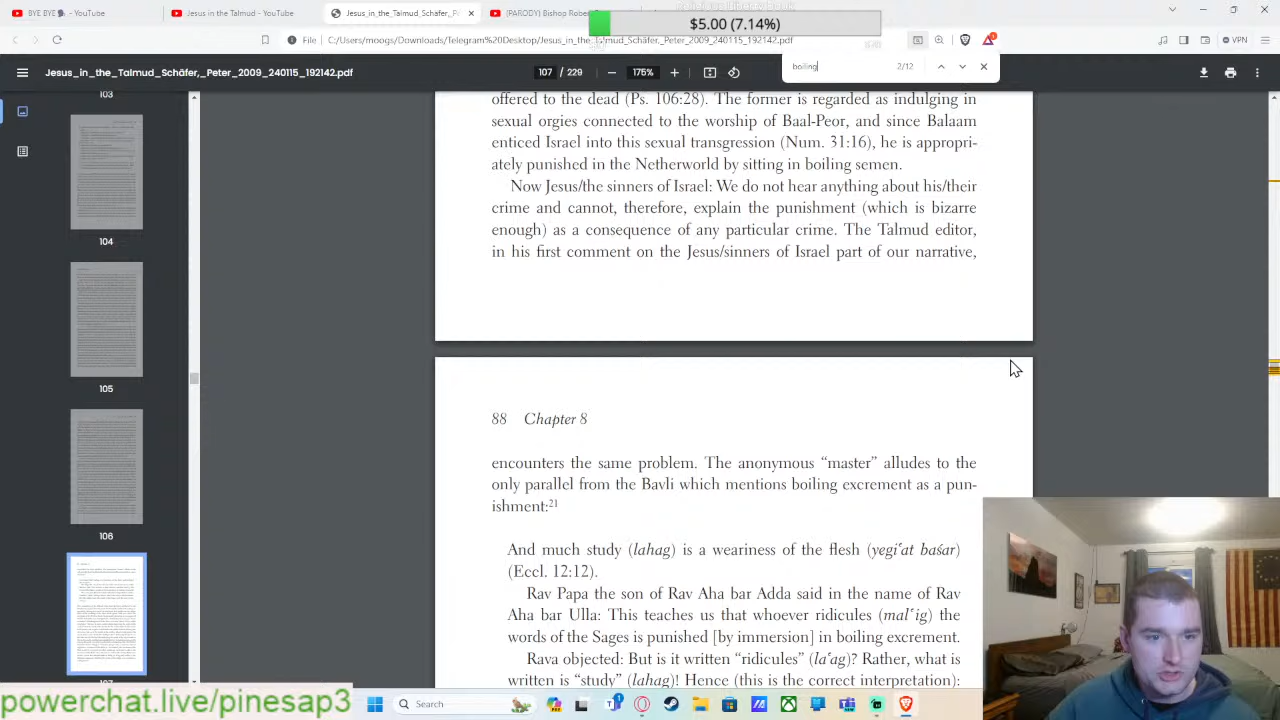 ·BYE BYE
Jesus in the Talmud - YouTube
Jesus_in_the_Talmud_Schäfer,_P
(PARODY) Bishop Rober
$5.00 (7.14%)
File C:/Users/moogs/Downloads/Telegram%20Desktop/Jesus_in_the_Talmud_Schäfer,_Peter_2009_240115_192142.pdf
VPN
boiling 2/12
Jesus_in_the_Talmud_Schäfer,_Peter_2009_240115_192142.pdf
107 / 229
175%
103
104
105
106
offered to the dead (Ps. 106:28). The former is regarded as indulging in
sexual orgies connected to the worship of Baal-Peor, and since Balaam
enticed Israel into this sexual transgression (Num. 31:16), he is appropri-
ately punished in the Netherworld by sitting in boiling semen.
Now Jesus/the sinners of Israel: We do not hear anything about his/their
crime and cannot, therefore, explain the punishment (which is bizarre
enough) as a consequence of any particular crime. The Talmud editor,
in his first comment on the Jesus/sinners of Israel part of our narrative,
88 Chapter 8
encounters the same problem. The anonymous “master” alludes to the
only parallel from the Bavli which mentions boiling excrement as a pun-
ishment:21
And much study (lahag) is a weariness of the flesh (yegiʿat baśar)
(Eccl. 12:12).
Rav Papa the son of Rav Aha bar Adda said in the name of Rav
Aha bar Ulla: This teaches us that whoever ridicules (malʿig) the
words of the Sages is punished [by immersion] in boiling excrement.
Rava objected: But is it written “ridicules” (laʿag)? Rather, what is
written is “study” (lahag)! Hence (this is the correct interpretation):
powerchat.live/pinesap3
Search